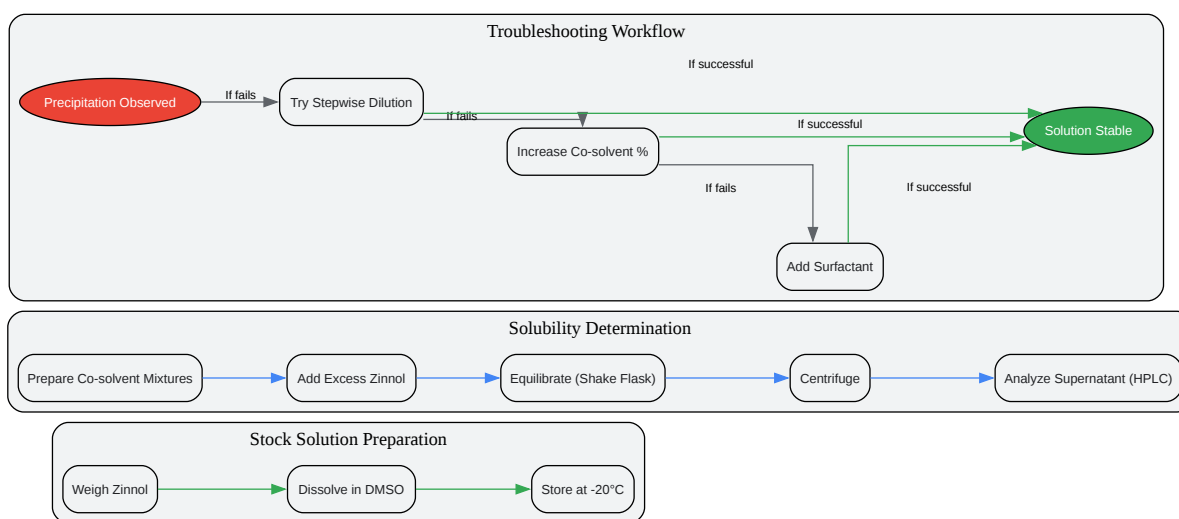 Troubleshooting Workflow
If successful
Precipitation Observed
If fails
Try Stepwise Dilution
If fails
If successful
Solution Stable
Increase Co-solvent %
If fails
If successful
Add Surfactant
Solubility Determination
Prepare Co-solvent Mixtures
Add Excess Zinnol
Equilibrate (Shake Flask)
Centrifuge
Analyze Supernatant (HPLC)
Stock Solution Preparation
Weigh Zinnol
Dissolve in DMSO
Store at -20°C